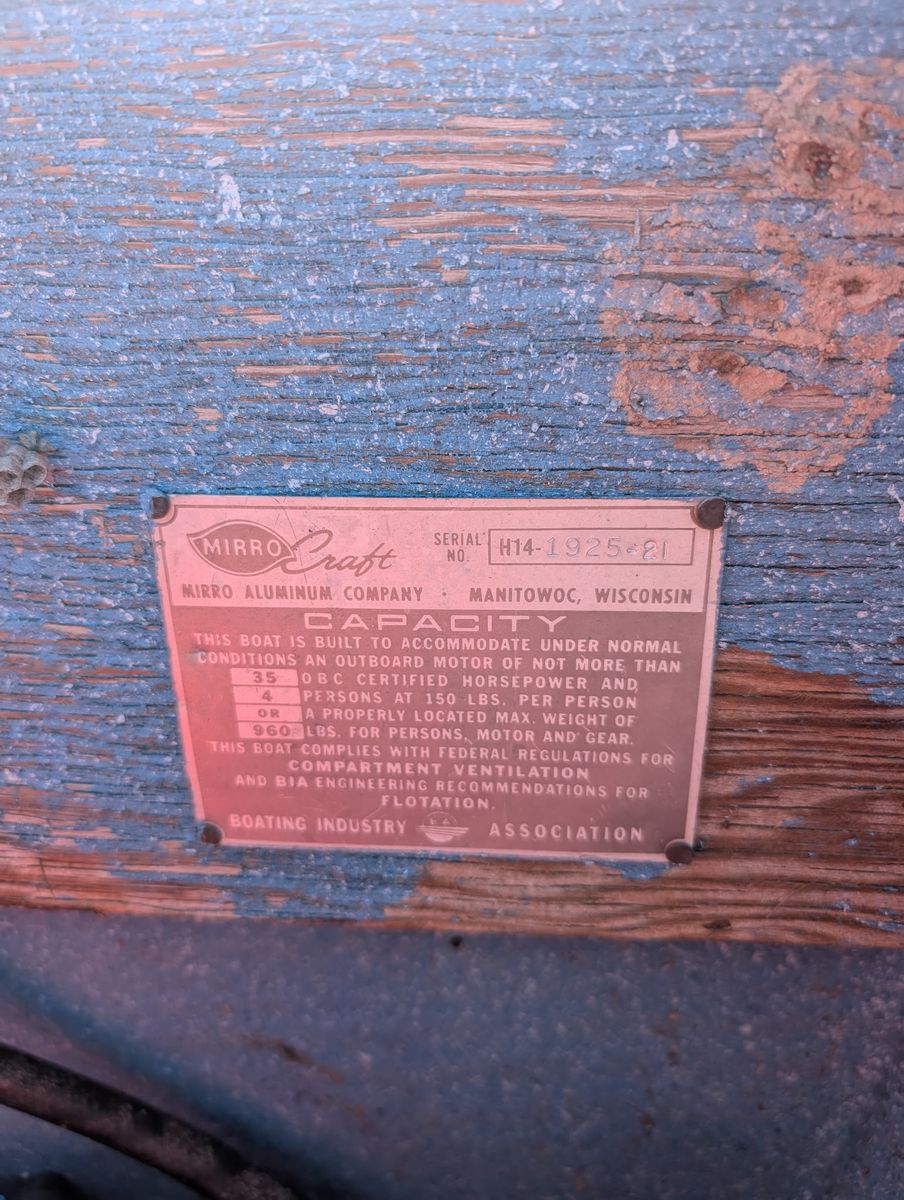 MIRRO Craft SERIAL NO. H14-1925-21
MIRRO ALUMINUM COMPANY · MANITOWOC, WISCONSIN
CAPACITY
THIS BOAT IS BUILT TO ACCOMMODATE UNDER NORMAL
CONDITIONS AN OUTBOARD MOTOR OF NOT MORE THAN
35 OBC CERTIFIED HORSEPOWER AND
4 PERSONS AT 150 LBS. PER PERSON
OR A PROPERLY LOCATED MAX. WEIGHT OF
960 LBS. FOR PERSONS, MOTOR AND GEAR.
THIS BOAT COMPLIES WITH FEDERAL REGULATIONS FOR
COMPARTMENT VENTILATION
AND BIA ENGINEERING RECOMMENDATIONS FOR
FLOTATION.
BOATING INDUSTRY ASSOCIATION